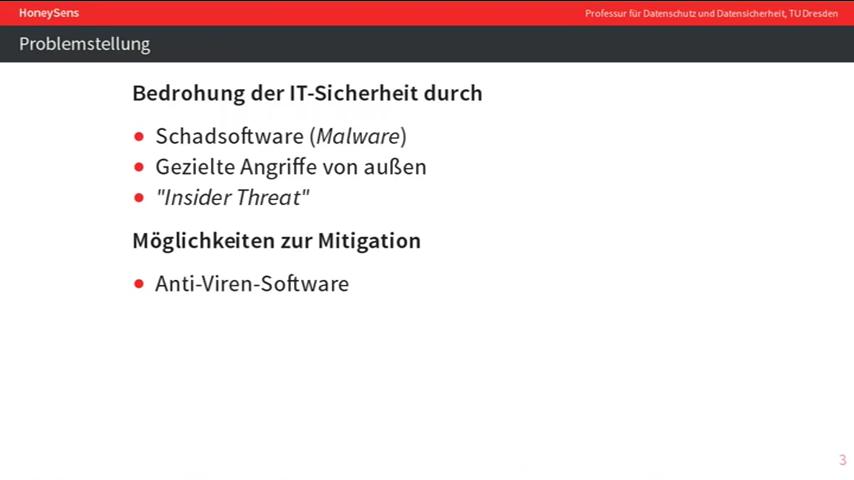 HoneySens
Professur für Datenschutz und Datensicherheit, TU Dresden
Problemstellung
Bedrohung der IT-Sicherheit durch
Schadsoftware (Malware)
Gezielte Angriffe von außen
"Insider Threat"
Möglichkeiten zur Mitigation
Anti-Viren-Software
3